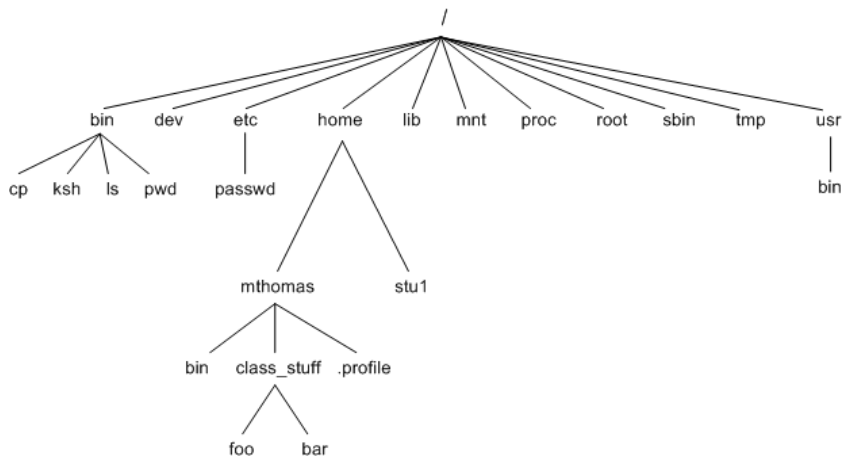 /
bin dev etc home lib mnt proc root sbin tmp usr
cp ksh ls pwd passwd bin
mthomas stu1
bin class_stuff .profile
foo bar